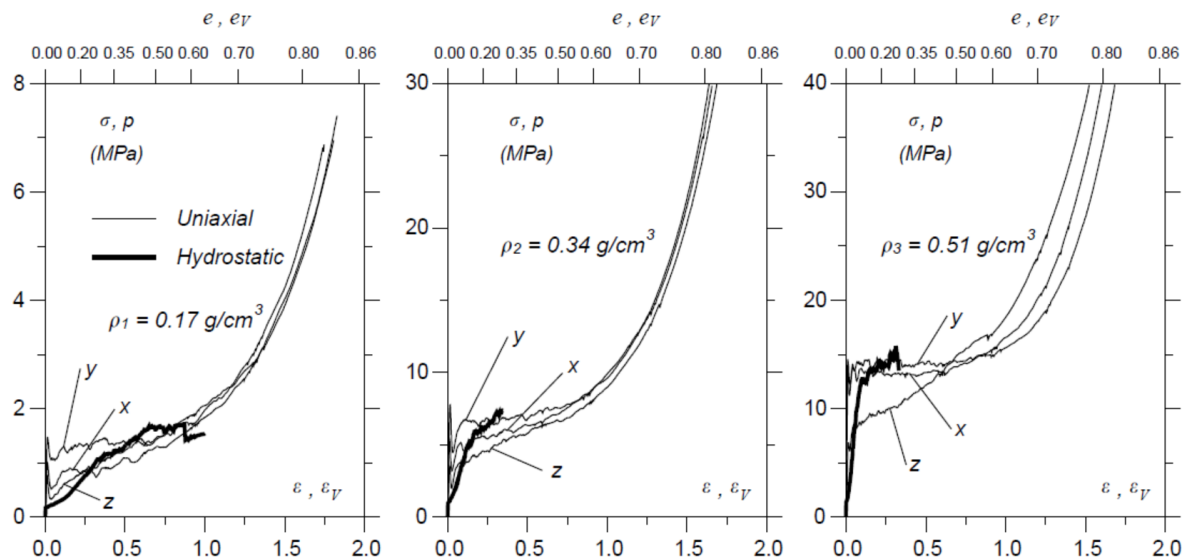 e , eV
0.00 0.20 0.35 0.50 0.60 0.70 0.80 0.86
8
6
4
2
0
σ, p
(MPa)
Uniaxial
Hydrostatic
ρ1 = 0.17 g/cm3
y
x
z
ε , εV
0 0.5 1.0 1.5 2.0
e , eV
0.00 0.20 0.35 0.50 0.60 0.70 0.80 0.86
30
20
10
0
σ, p
(MPa)
ρ2 = 0.34 g/cm3
y
x
z
ε , εV
0 0.5 1.0 1.5 2.0
e , eV
0.00 0.20 0.35 0.50 0.60 0.70 0.80 0.86
40
30
20
10
0
σ, p
(MPa)
ρ3 = 0.51 g/cm3
y
x
z
ε , εV
0 0.5 1.0 1.5 2.0